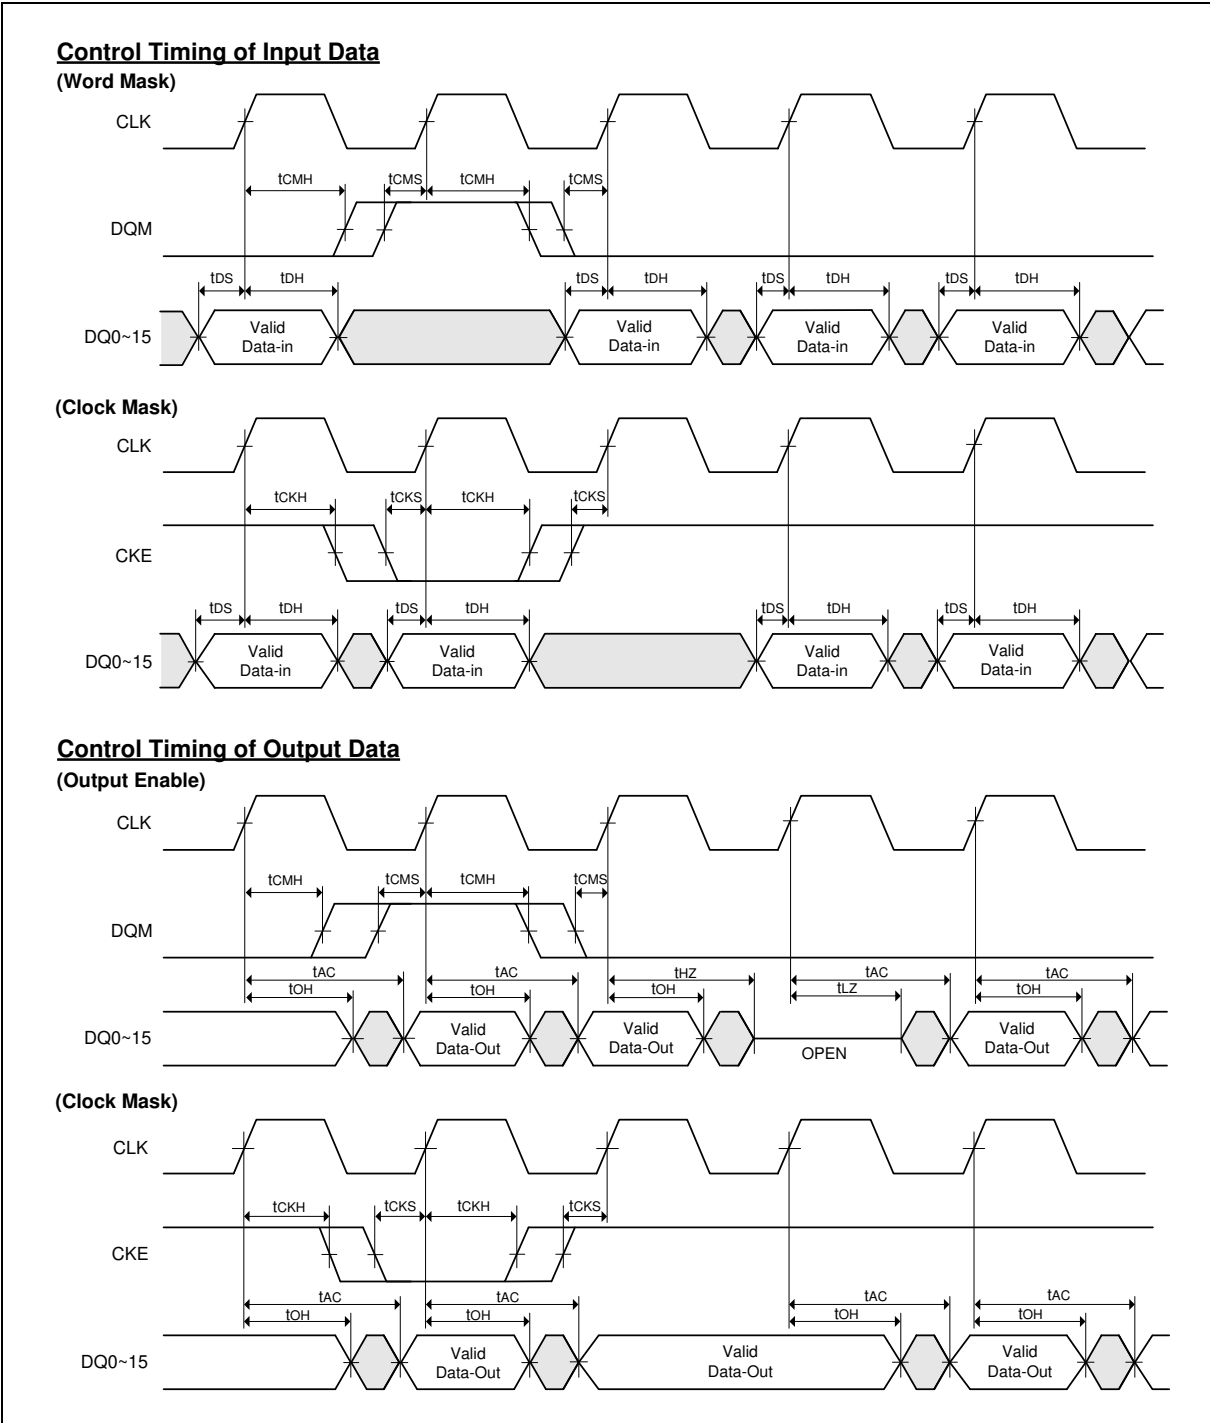 Control Timing of Input Data
(Word Mask)
CLK
tCMH tCMS tCMH tCMS
DQM
tDS tDH tDS tDH tDS tDH tDS tDH
DQ0~15
Valid Data-in Valid Data-in Valid Data-in Valid Data-in
(Clock Mask)
CLK
tCKH tCKS tCKH tCKS
CKE
tDS tDH tDS tDH tDS tDH tDS tDH
DQ0~15
Valid Data-in Valid Data-in Valid Data-in Valid Data-in
Control Timing of Output Data
(Output Enable)
CLK
tCMH tCMS tCMH tCMS
DQM
tAC tAC tHZ tAC tAC
tOH tOH tOH tLZ tOH
DQ0~15
Valid Data-Out Valid Data-Out OPEN Valid Data-Out
(Clock Mask)
CLK
tCKH tCKS tCKH tCKS
CKE
tAC tAC tAC tAC
tOH tOH tOH tOH
DQ0~15
Valid Data-Out Valid Data-Out Valid Data-Out